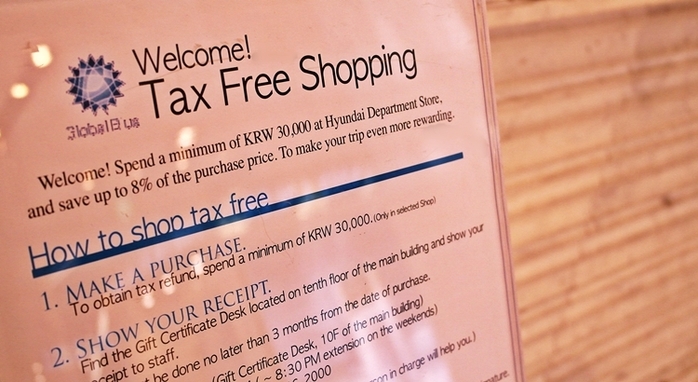 Welcome!
Tax Free Shopping
Welcome! Spend a minimum of KRW 30,000 at Hyundai Department Store,
and save up to 8% of the purchase price. To make your trip even more rewarding.
How to shop tax free
1. MAKE A PURCHASE.
To obtain tax refund, spend a minimum of KRW 30,000. (Only in selected Shop)
2. SHOW YOUR RECEIPT.
Find the Gift Certificate Desk located on tenth floor of the main building and show your
to staff.
be done no later than 3 months from the date of purchase.
(Gift Certificate Desk, 10F of the main building)
~ 8:30 PM extension on the weekends)
2000
in charge will help you.)